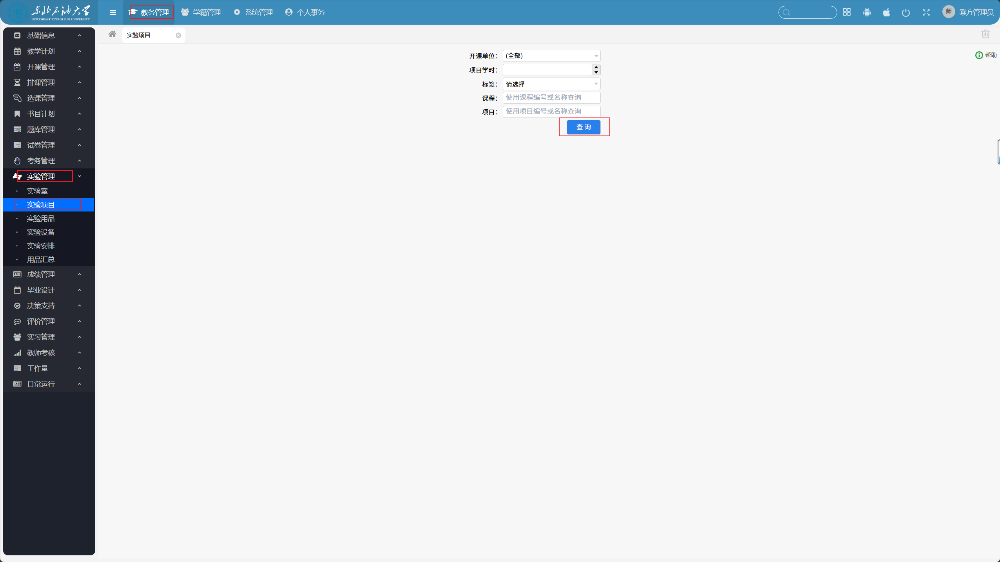 东北石油大学
NORTHEAST PETROLEUM UNIVERSITY
教务管理
学籍管理
系统管理
个人事务
师
乘方管理员
基础信息
教学计划
开课管理
排课管理
选课管理
书目计划
题库管理
试卷管理
考务管理
实验管理
实验室
实验项目
实验用品
实验设备
实验安排
用品汇总
成绩管理
毕业设计
决策支持
评价管理
实习管理
教师考核
工作量
日常运行
实验项目
帮助
开课单位： (全部)
项目学时：
标签： 请选择
课程： 使用课程编号或名称查询
项目： 使用项目编号或名称查询
查 询